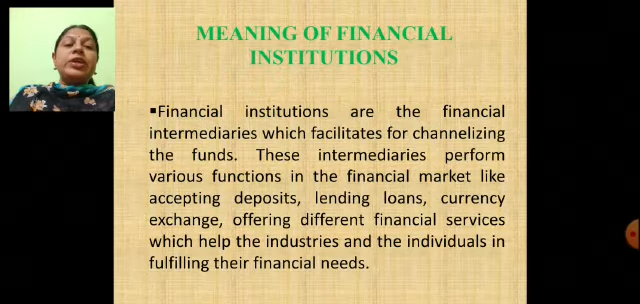 MEANING OF FINANCIAL
INSTITUTIONS
▪Financial institutions are the financial
intermediaries which facilitates for channelizing
the funds. These intermediaries perform
various functions in the financial market like
accepting deposits, lending loans, currency
exchange, offering different financial services
which help the industries and the individuals in
fulfilling their financial needs.